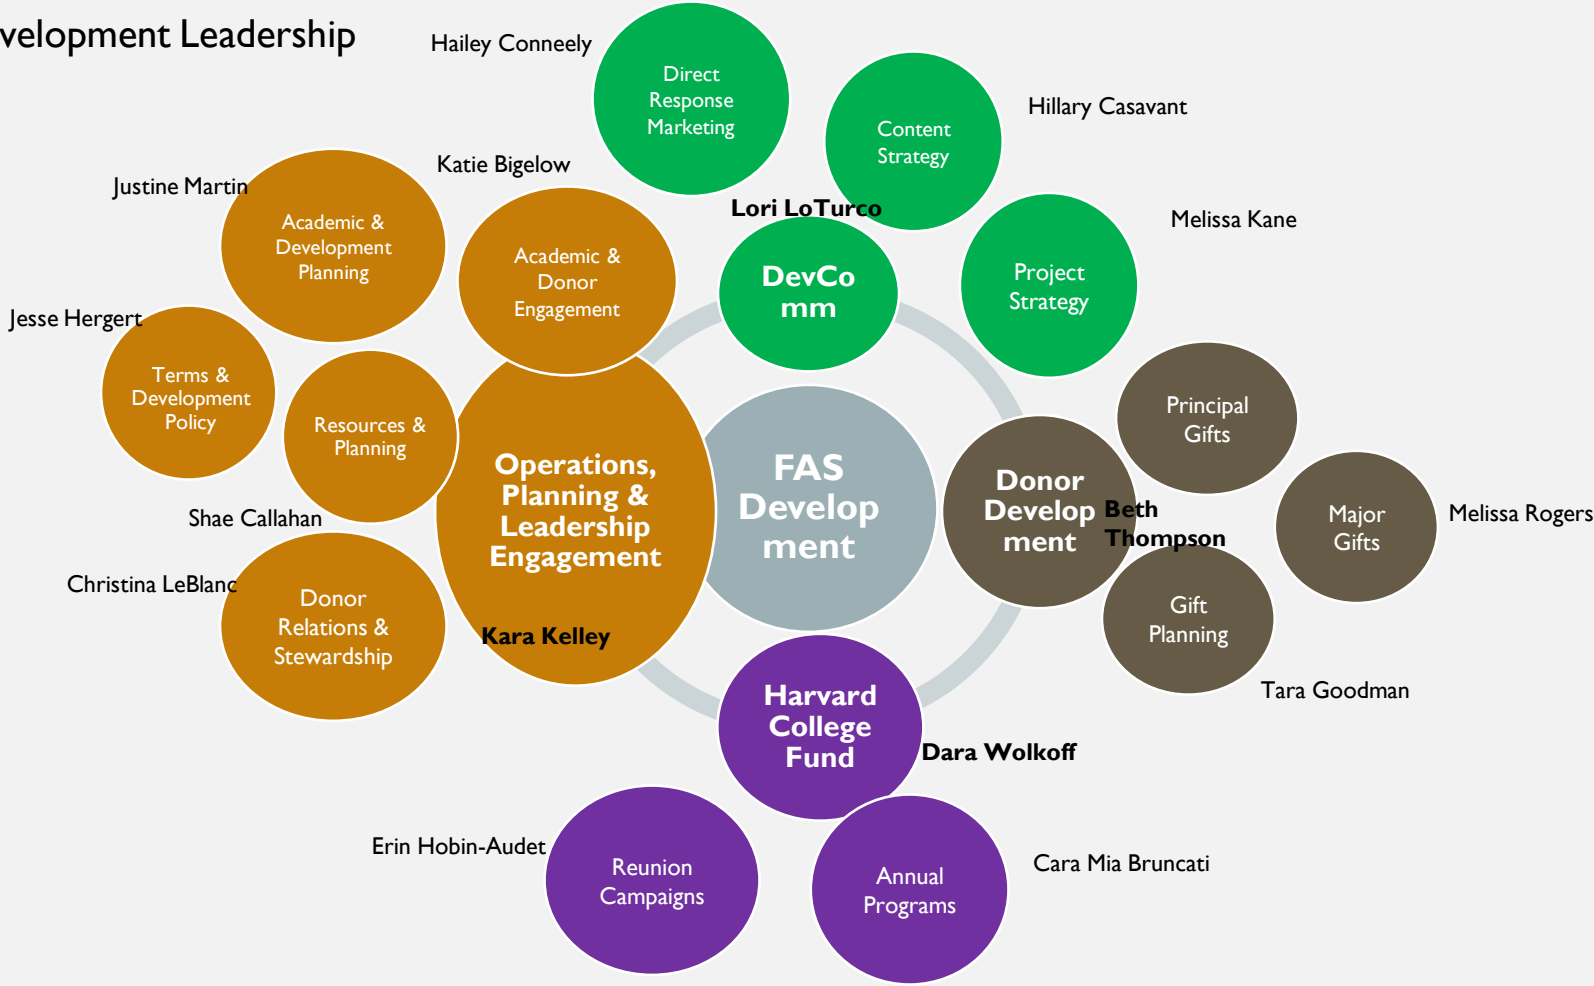 velopment Leadership
Hailey Conneely
Direct
Response
Marketing
Content
Strategy
Hillary Casavant
Katie Bigelow
Justine Martin
Academic &
Development
Planning
Academic &
Donor
Engagement
Lori LoTurco
DevCo
mm
Project
Strategy
Melissa Kane
Jesse Hergert
Terms &
Development
Policy
Resources &
Planning
Shae Callahan
Christina LeBlanc
Donor
Relations &
Stewardship
Operations,
Planning &
Leadership
Engagement
Kara Kelley
FAS
Develop
ment
Donor
Develop
ment
Beth
Thompson
Principal
Gifts
Major
Gifts
Melissa Rogers
Gift
Planning
Tara Goodman
Harvard
College
Fund
Dara Wolkoff
Erin Hobin-Audet
Reunion
Campaigns
Annual
Programs
Cara Mia Bruncati